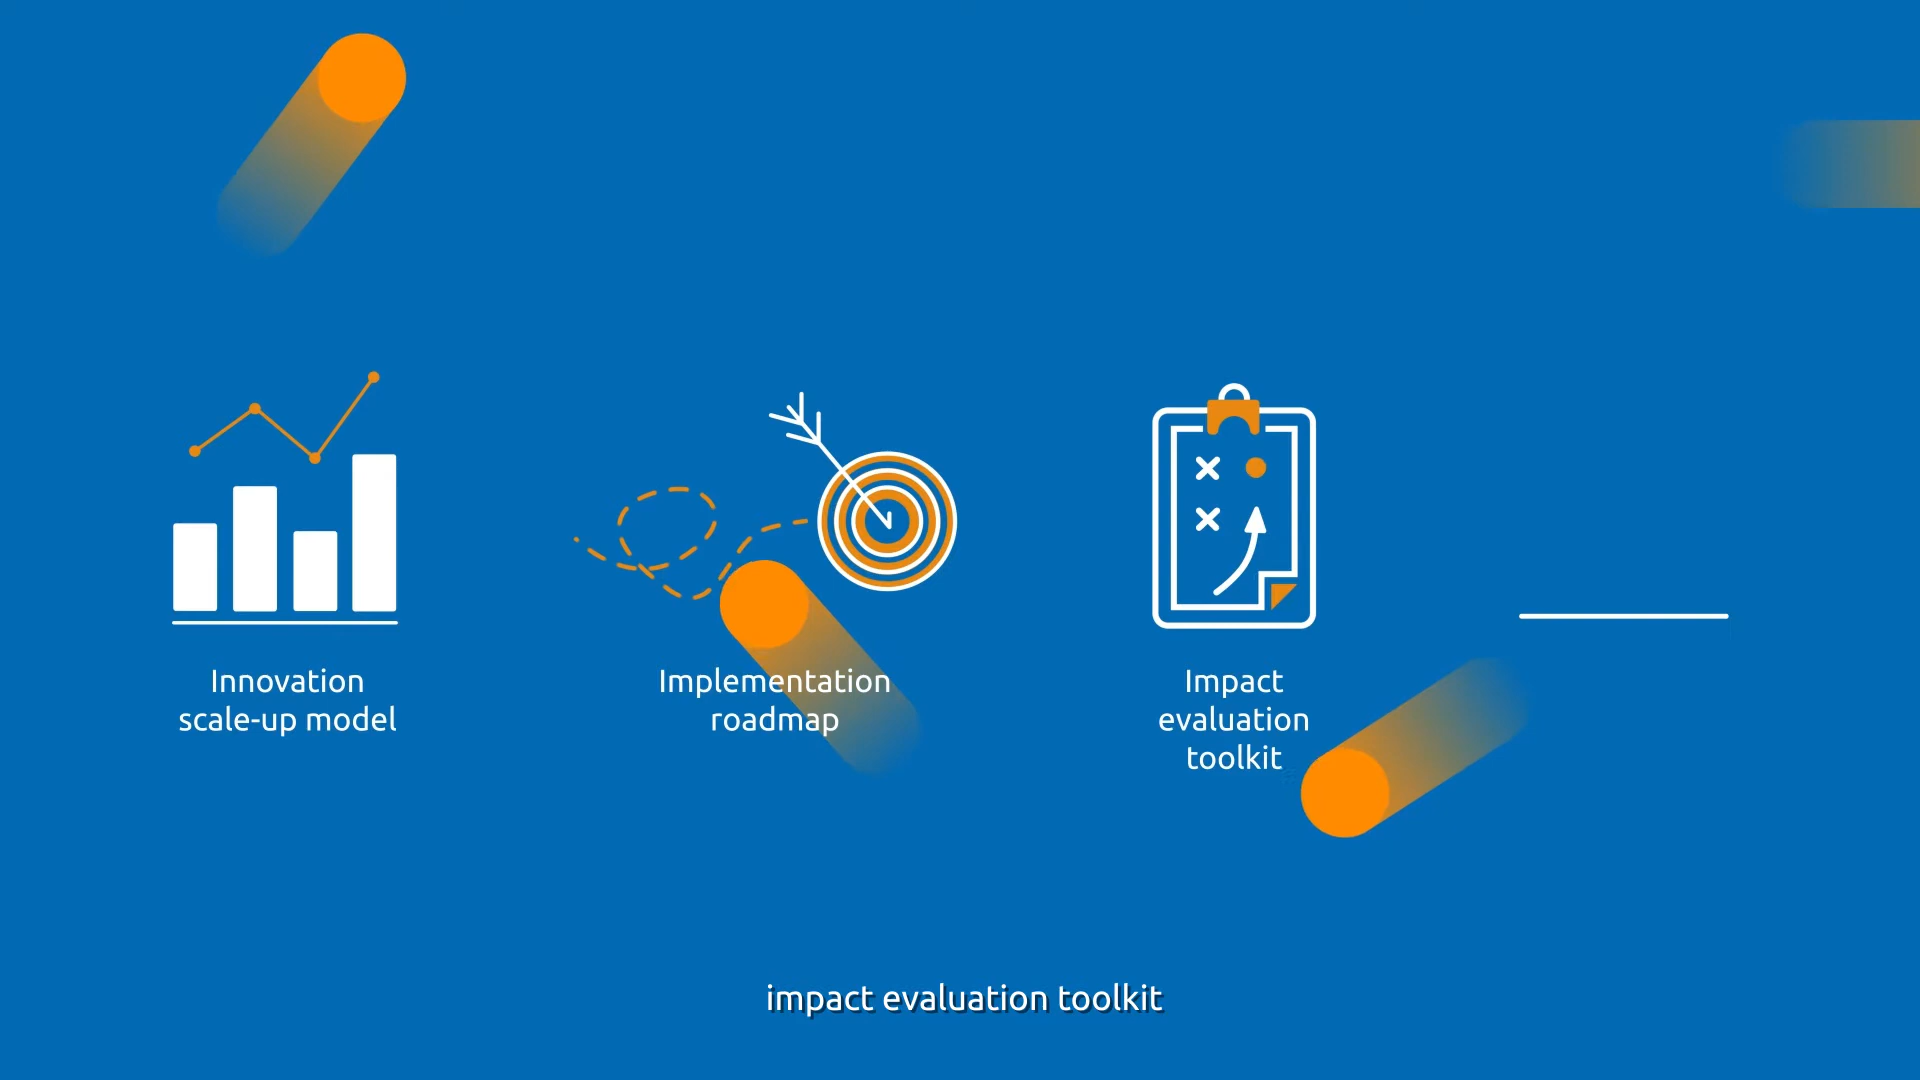 Innovation
scale-up model
Implementation
roadmap
Impact
evaluation
toolkit
impact evaluation toolkit